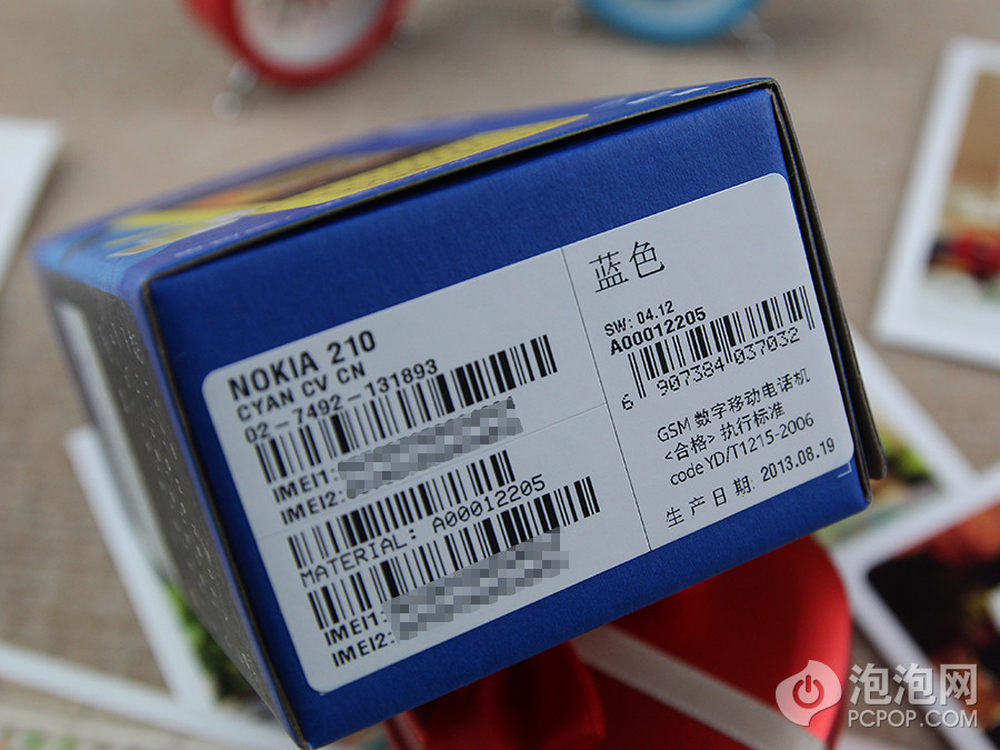 NOKIA 210
CYAN CV CN
02-7492-131893
IMEI1:
IMEI2:
MATERIAL: A00012205
IMEI1:
IMEI2:
蓝色
SW: 04.12
A00012205
6 907384 037032
GSM 数字移动电话机
<合格> 执行标准
code YD/T1215-2006
生产日期: 2013.08.19
泡泡网
PCPOP.COM